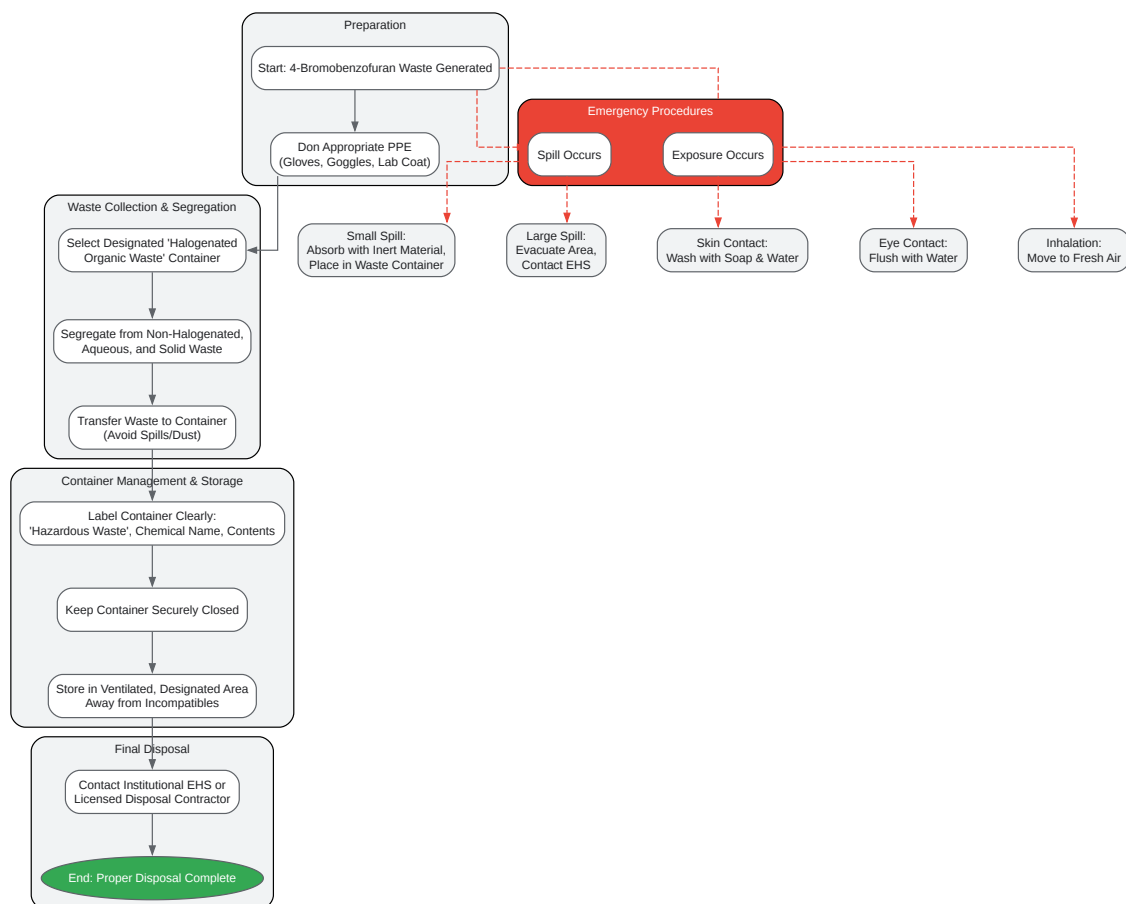 Preparation
Start: 4-Bromobenzofuran Waste Generated
Don Appropriate PPE
(Gloves, Goggles, Lab Coat)
Emergency Procedures
Spill Occurs
Exposure Occurs
Small Spill:
Absorb with Inert Material,
Place in Waste Container
Large Spill:
Evacuate Area,
Contact EHS
Skin Contact:
Wash with Soap & Water
Eye Contact:
Flush with Water
Inhalation:
Move to Fresh Air
Waste Collection & Segregation
Select Designated 'Halogenated
Organic Waste' Container
Segregate from Non-Halogenated,
Aqueous, and Solid Waste
Transfer Waste to Container
(Avoid Spills/Dust)
Container Management & Storage
Label Container Clearly:
'Hazardous Waste', Chemical Name, Contents
Keep Container Securely Closed
Store in Ventilated, Designated Area
Away from Incompatibles
Final Disposal
Contact Institutional EHS or
Licensed Disposal Contractor
End: Proper Disposal Complete